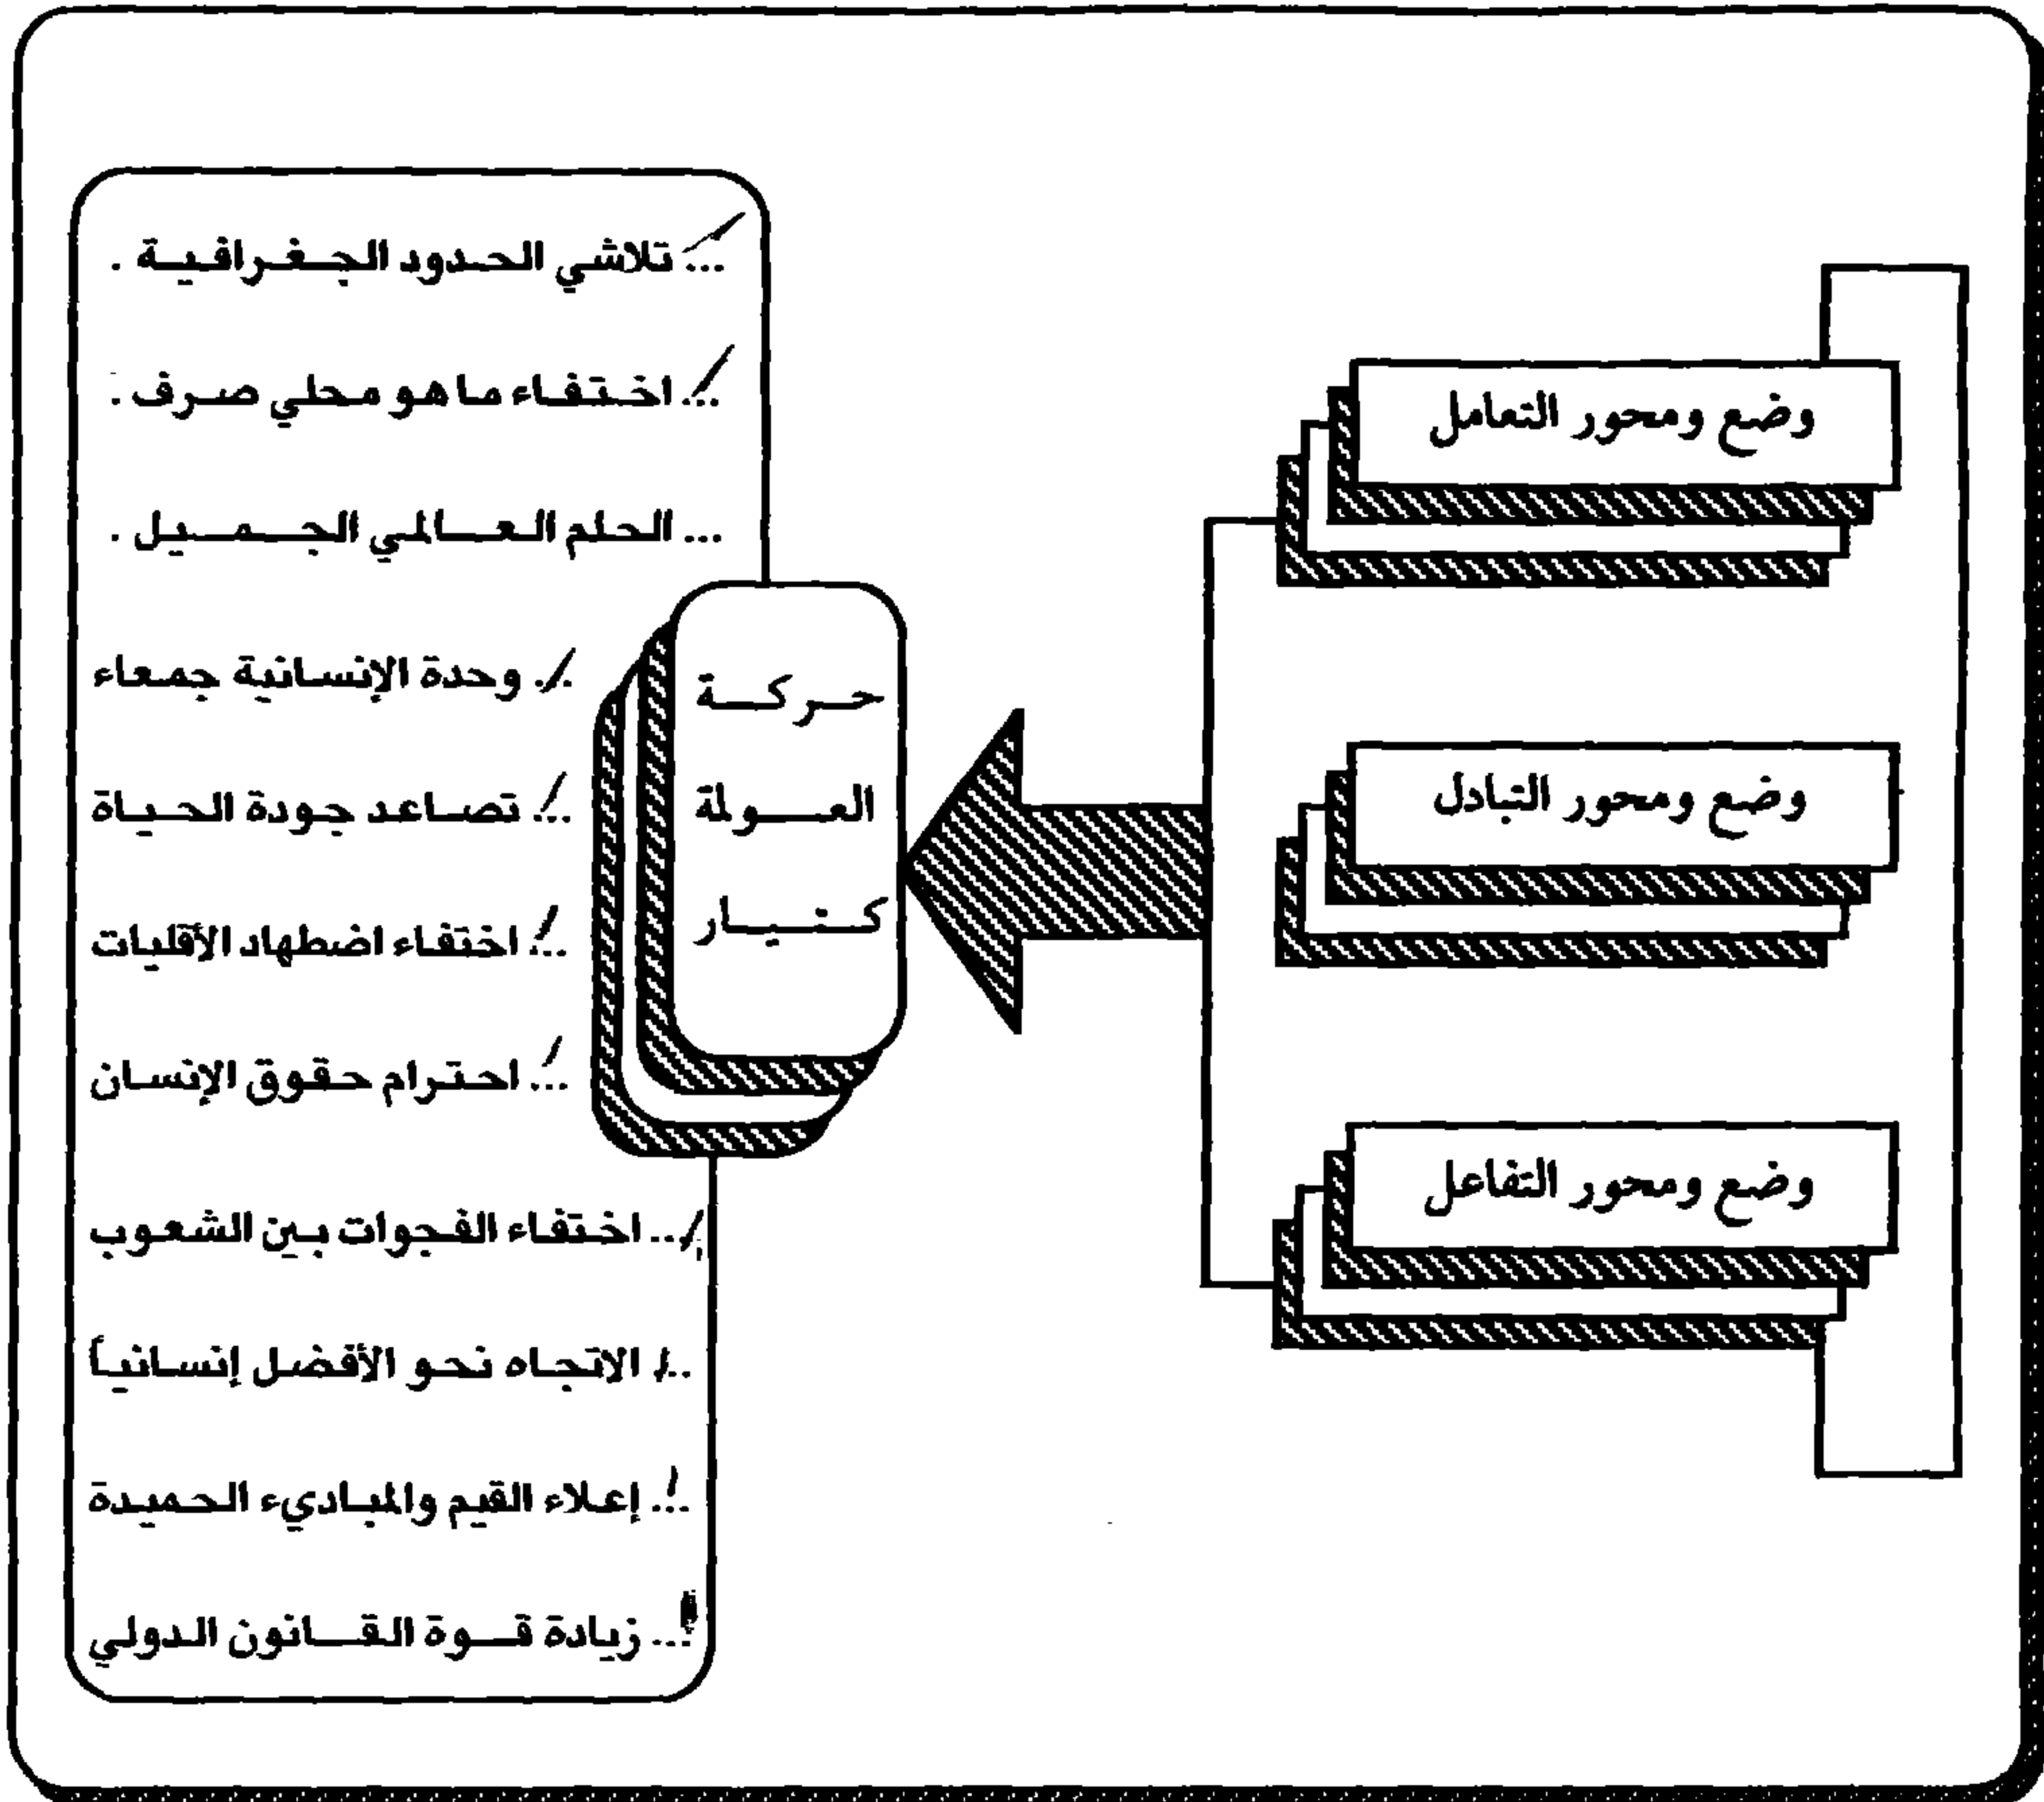 وضع ومحور التعامل
وضع ومحور التبادل
وضع ومحور التفاعل
حركة
العولمة
كتيار
... تلاشي الحدود الجغرافية .
... اختفاء ما هو محلي صرف .
... الحلم العالمي الجميل .
... وحدة الإنسانية جمعاء
... تصاعد جودة الحياة
... اختفاء اضطهاد الأقليات
... احترام حقوق الإنسان
... اختفاء الفجوات بين الشعوب
... الاتجاه نحو الأفضل إنسانياً
... إعلاء القيم والمباديء الحميدة
... زيادة قوة القانون الدولي